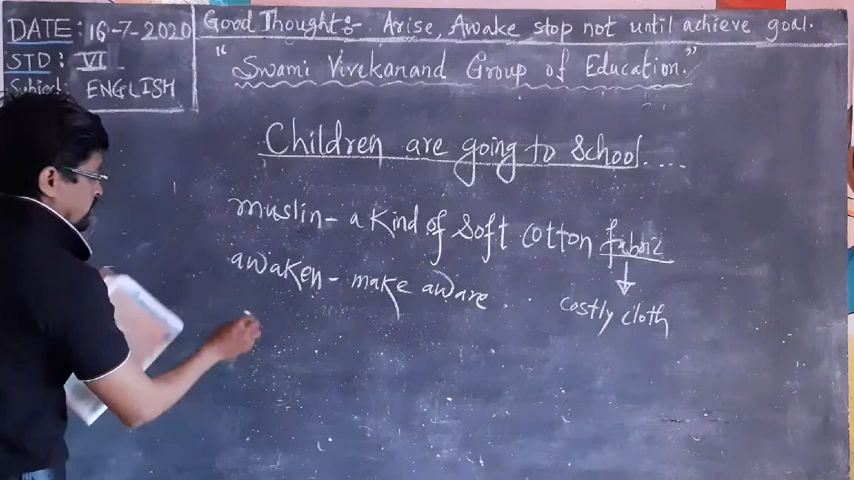 DATE: 16-7-2020
STD: VI
Subject: ENGLISH
Good Thought:- Arise, Awake stop not until achieve goal.
"Swami Vivekanand Group of Education."
Children are going to School....
muslin- a kind of soft cotton fabric
awaken- make aware..
costly cloth